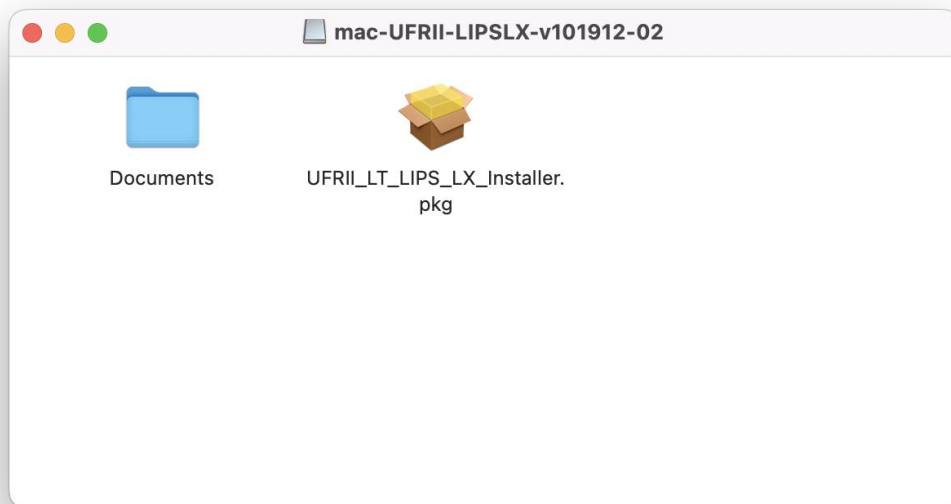 mac-UFRII-LIPSLX-v101912-02
Documents
UFRII_LT_LIPS_LX_Installer.
pkg